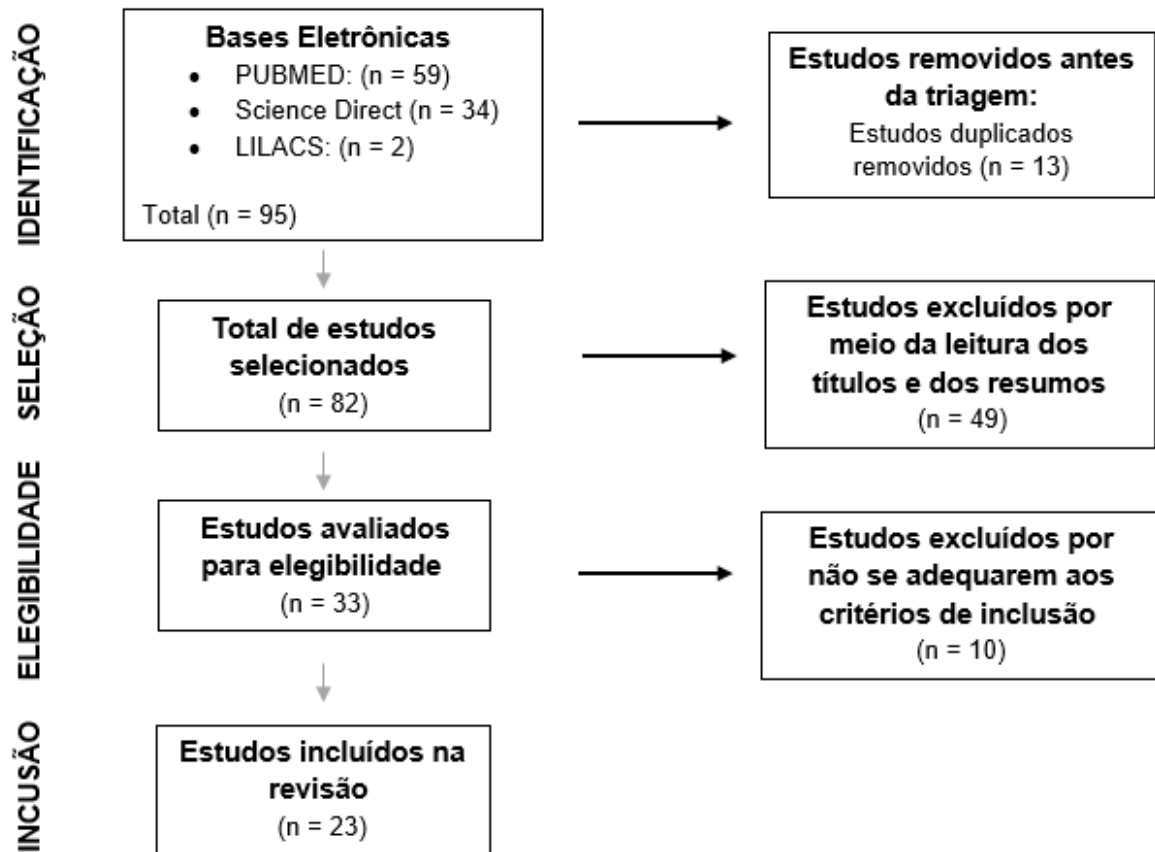 IDENTIFICAÇÃO
Bases Eletrônicas
• PUBMED: (n = 59)
• Science Direct (n = 34)
• LILACS: (n = 2)
Total (n = 95)
Estudos removidos antes
da triagem:
Estudos duplicados
removidos (n = 13)
SELEÇÃO
Total de estudos
selecionados
(n = 82)
Estudos excluídos por
meio da leitura dos
títulos e dos resumos
(n = 49)
ELEGIBILIDADE
Estudos avaliados
para elegibilidade
(n = 33)
Estudos excluídos por
não se adequarem aos
critérios de inclusão
(n = 10)
INCUSÃO
Estudos incluídos na
revisão
(n = 23)